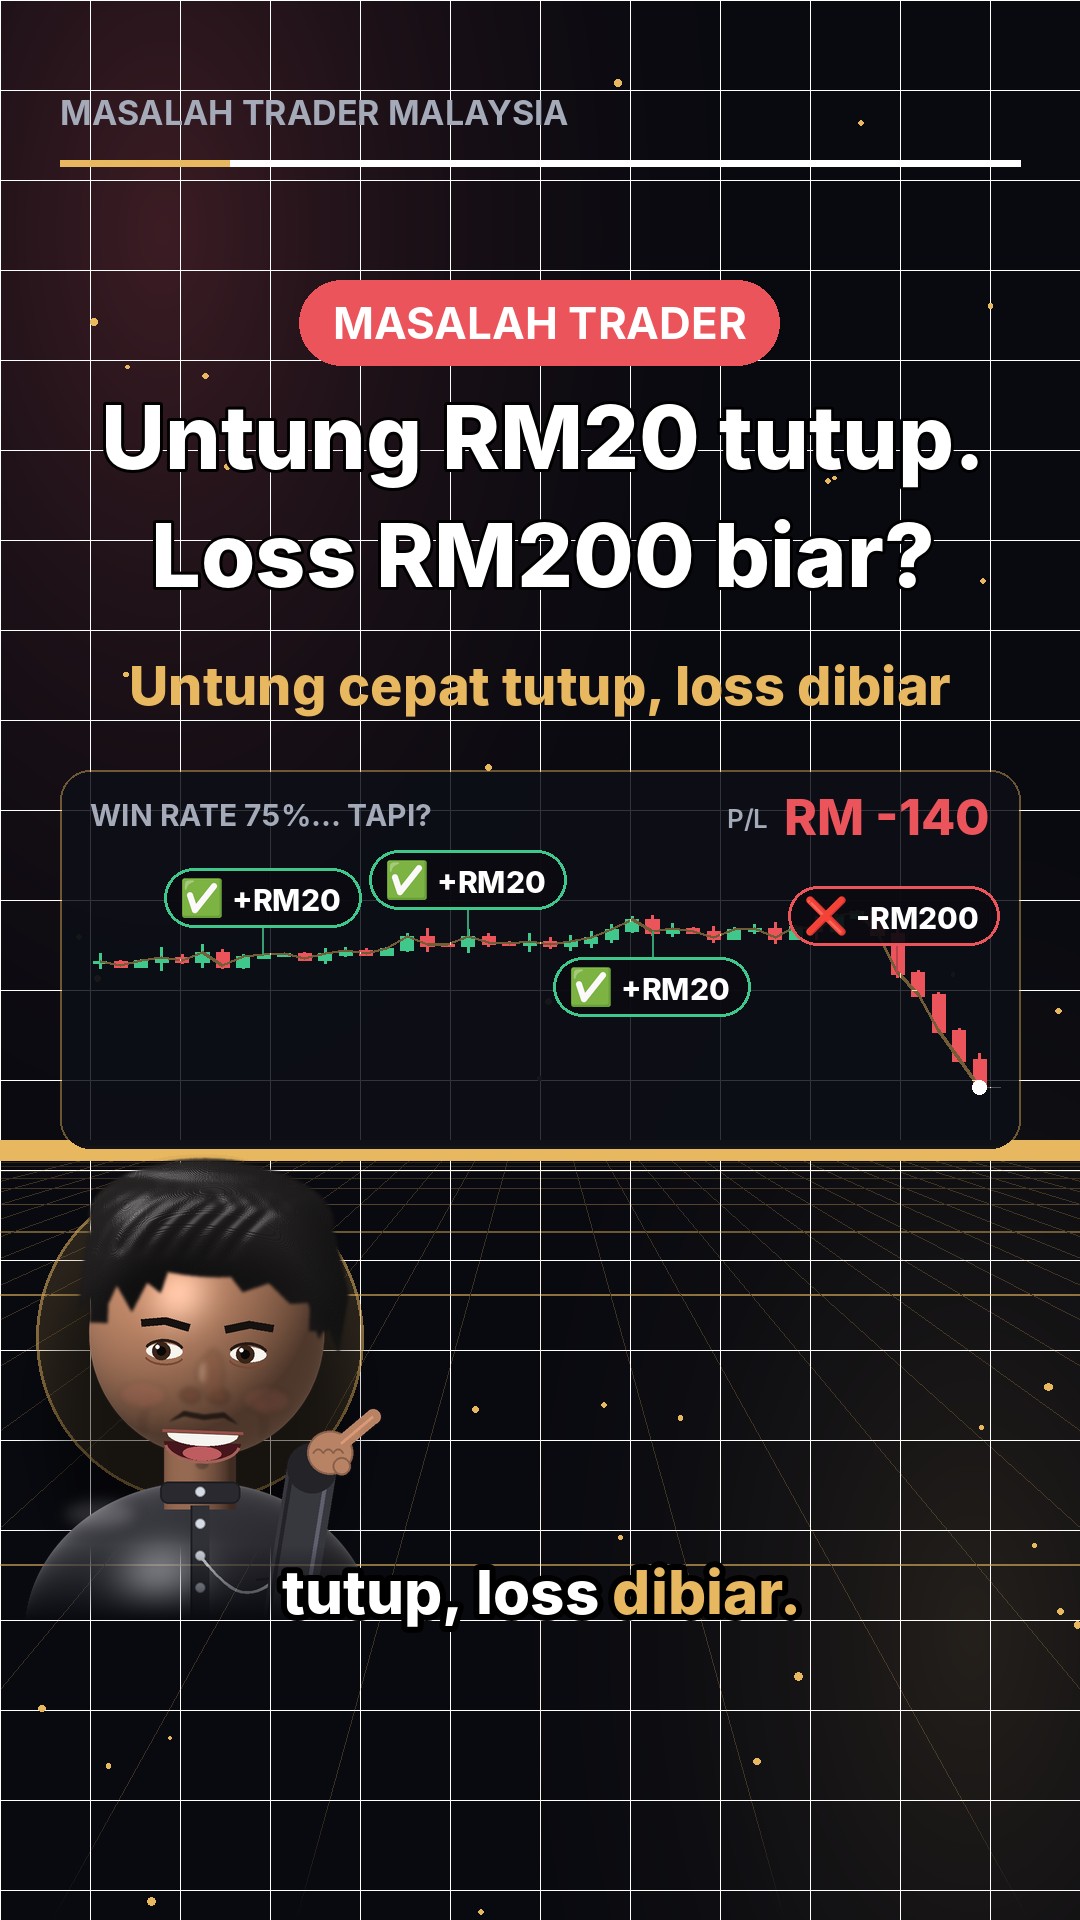 MASALAH TRADER MALAYSIA
MASALAH TRADER
Untung RM20 tutup.
Loss RM200 biar?
Untung cepat tutup, loss dibiar
WIN RATE 75%... TAPI?
P/L RM -140
✅ +RM20
✅ +RM20
❌ -RM200
✅ +RM20
tutup, loss dibiar.